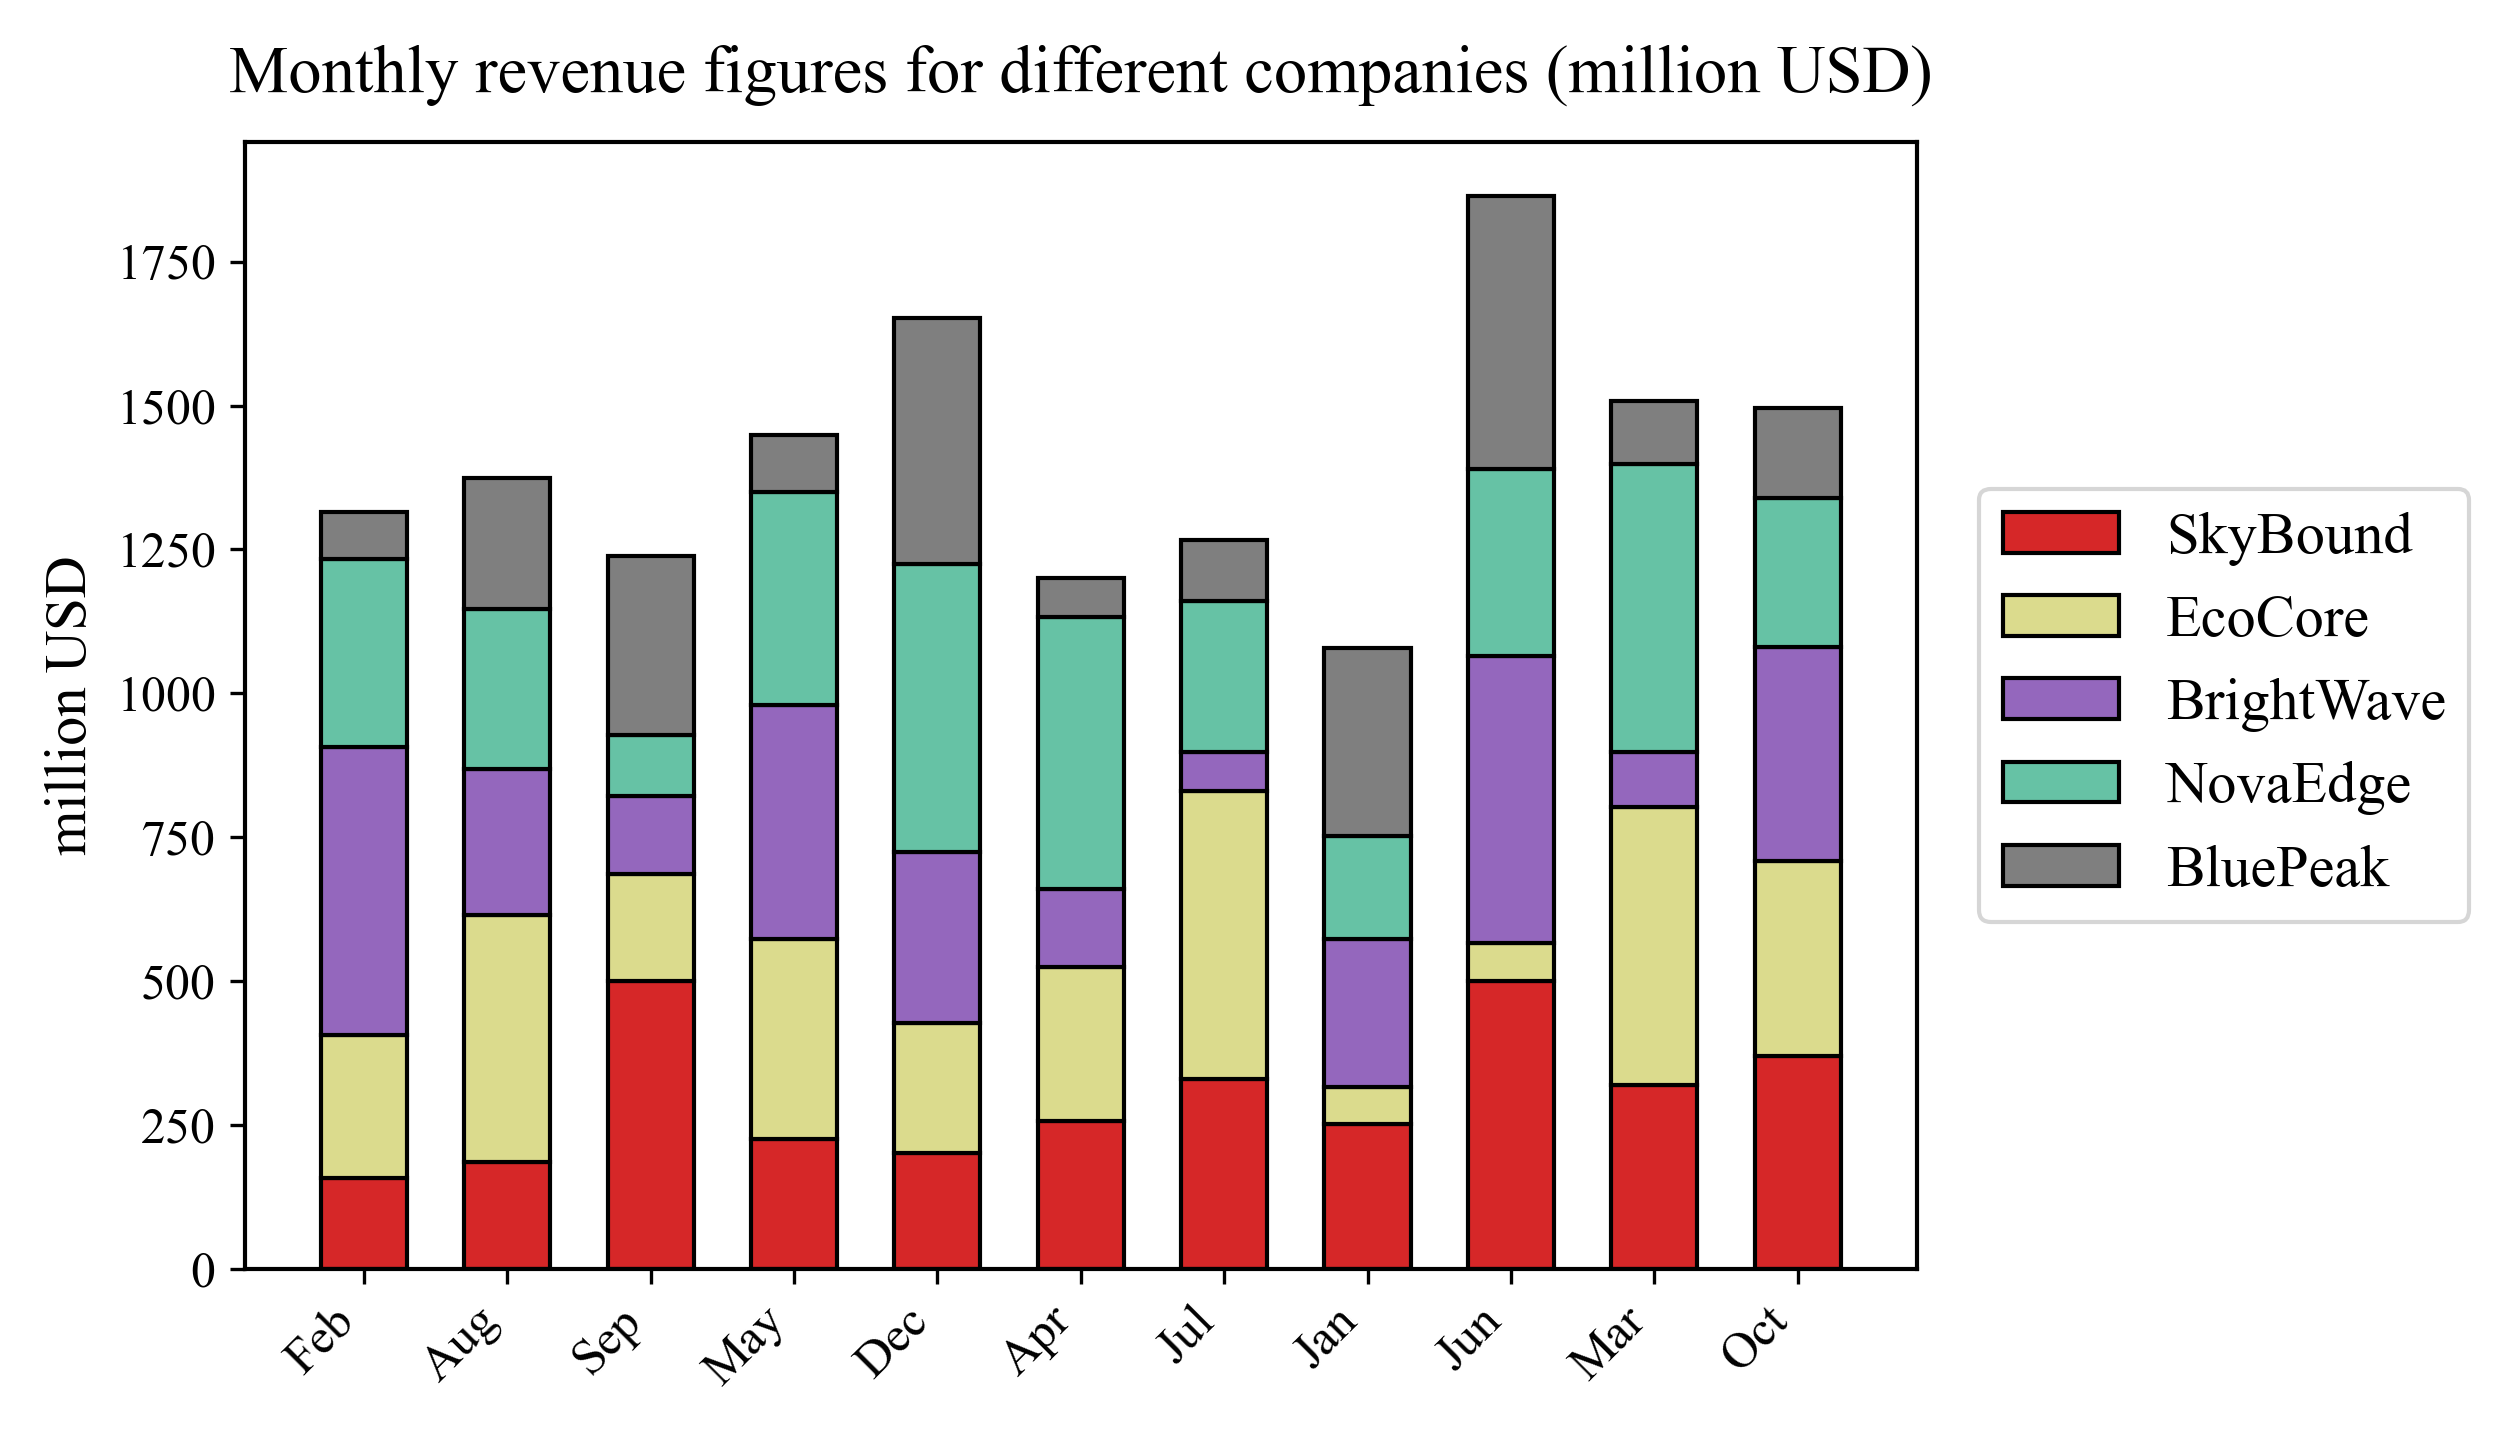 Monthly revenue figures for different companies (million USD)
million USD
1750
1500
1250
1000
750
500
250
0
Feb
Aug
Sep
May
Dec
Apr
Jul
Jan
Jun
Mar
Oct
SkyBound
EcoCore
BrightWave
NovaEdge
BluePeak